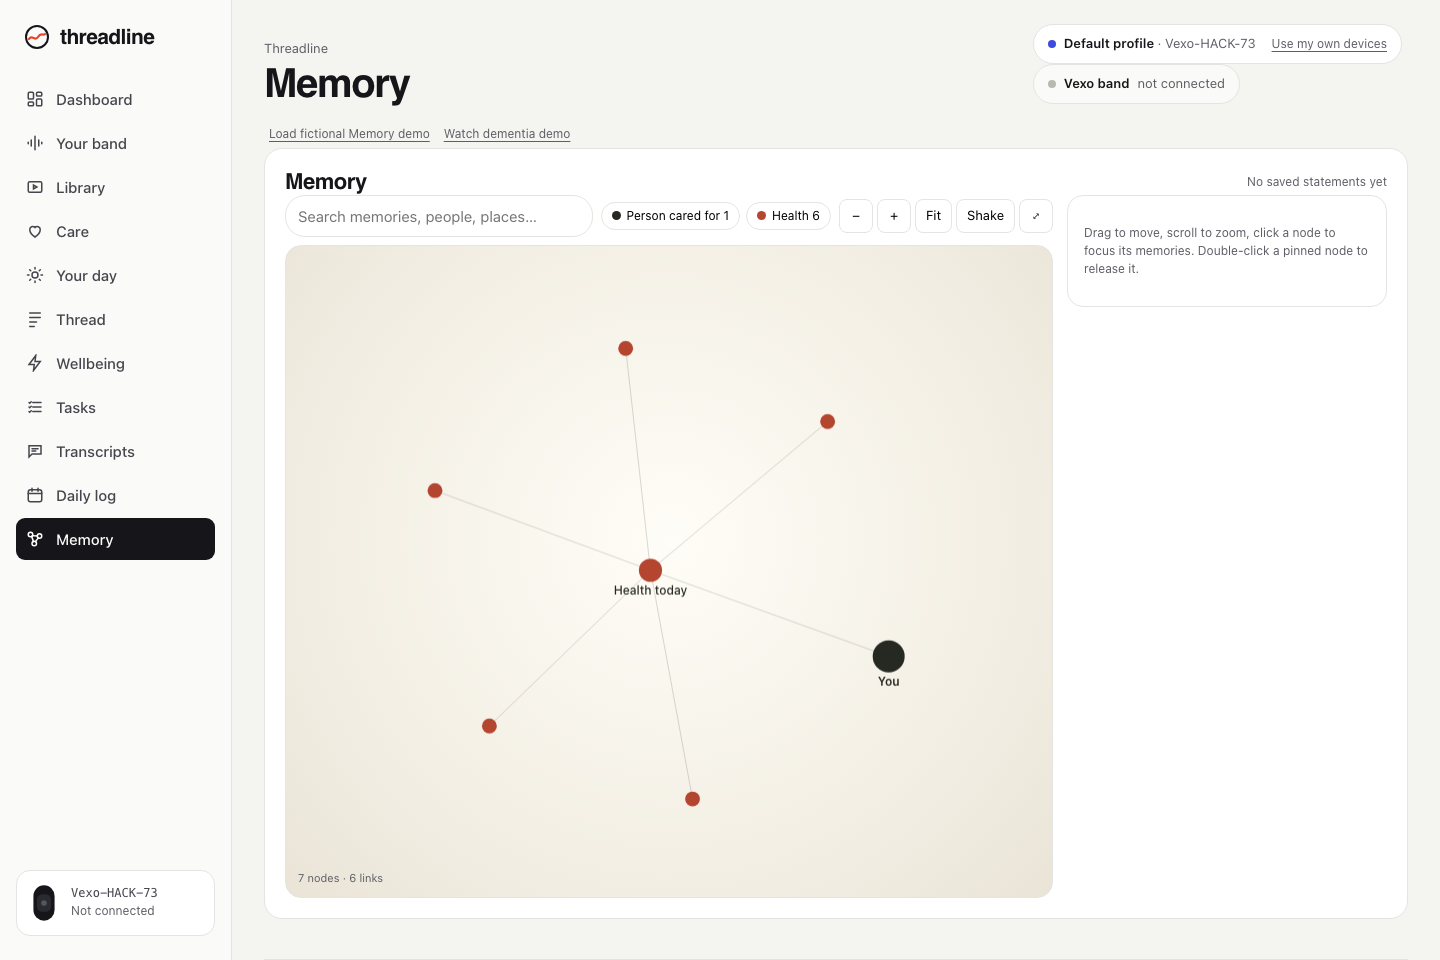 threadline
Dashboard
Your band
Library
Care
Your day
Thread
Wellbeing
Tasks
Transcripts
Daily log
Memory
Vexo-HACK-73
Not connected
Threadline
Memory
Default profile · Vexo-HACK-73 Use my own devices
Vexo band not connected
Load fictional Memory demo Watch dementia demo
Memory
No saved statements yet
Search memories, people, places...
Person cared for 1
Health 6
− + Fit Shake
Drag to move, scroll to zoom, click a node to
focus its memories. Double-click a pinned node to
release it.
Health today
You
7 nodes · 6 links